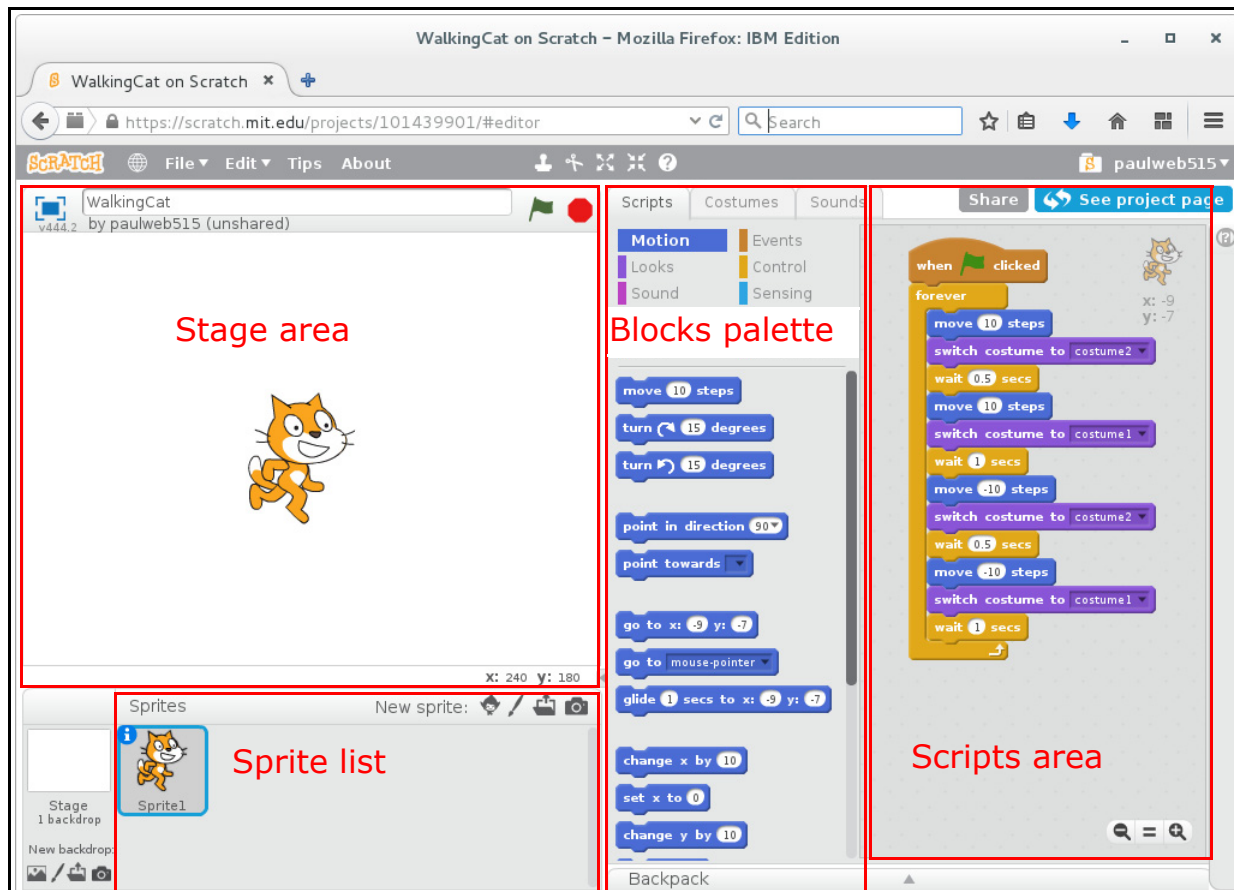 WalkingCat on Scratch – Mozilla Firefox: IBM Edition
WalkingCat on Scratch
https://scratch.mit.edu/projects/101439901/#editor
Search
SCRATCH
File
Edit
Tips
About
paulweb515
WalkingCat
v444.2
by paulweb515 (unshared)
Stage area
x: 240 y: 180
Sprites
New sprite:
Sprite1
Sprite list
Stage
1 backdrop
New backdrop:
Scripts
Costumes
Sounds
Motion
Events
Looks
Control
Sound
Sensing
Blocks palette
move 10 steps
turn 15 degrees
turn 15 degrees
point in direction 90
point towards
go to x: -9 y: -7
go to mouse-pointer
glide 1 secs to x: -9 y: -7
change x by 10
set x to 0
change y by 10
Backpack
Share
See project page
when clicked
forever
move 10 steps
switch costume to costume2
wait 0.5 secs
move 10 steps
switch costume to costume1
wait 1 secs
move -10 steps
switch costume to costume2
wait 0.5 secs
move -10 steps
switch costume to costume1
wait 1 secs
x: -9
y: -7
Scripts area